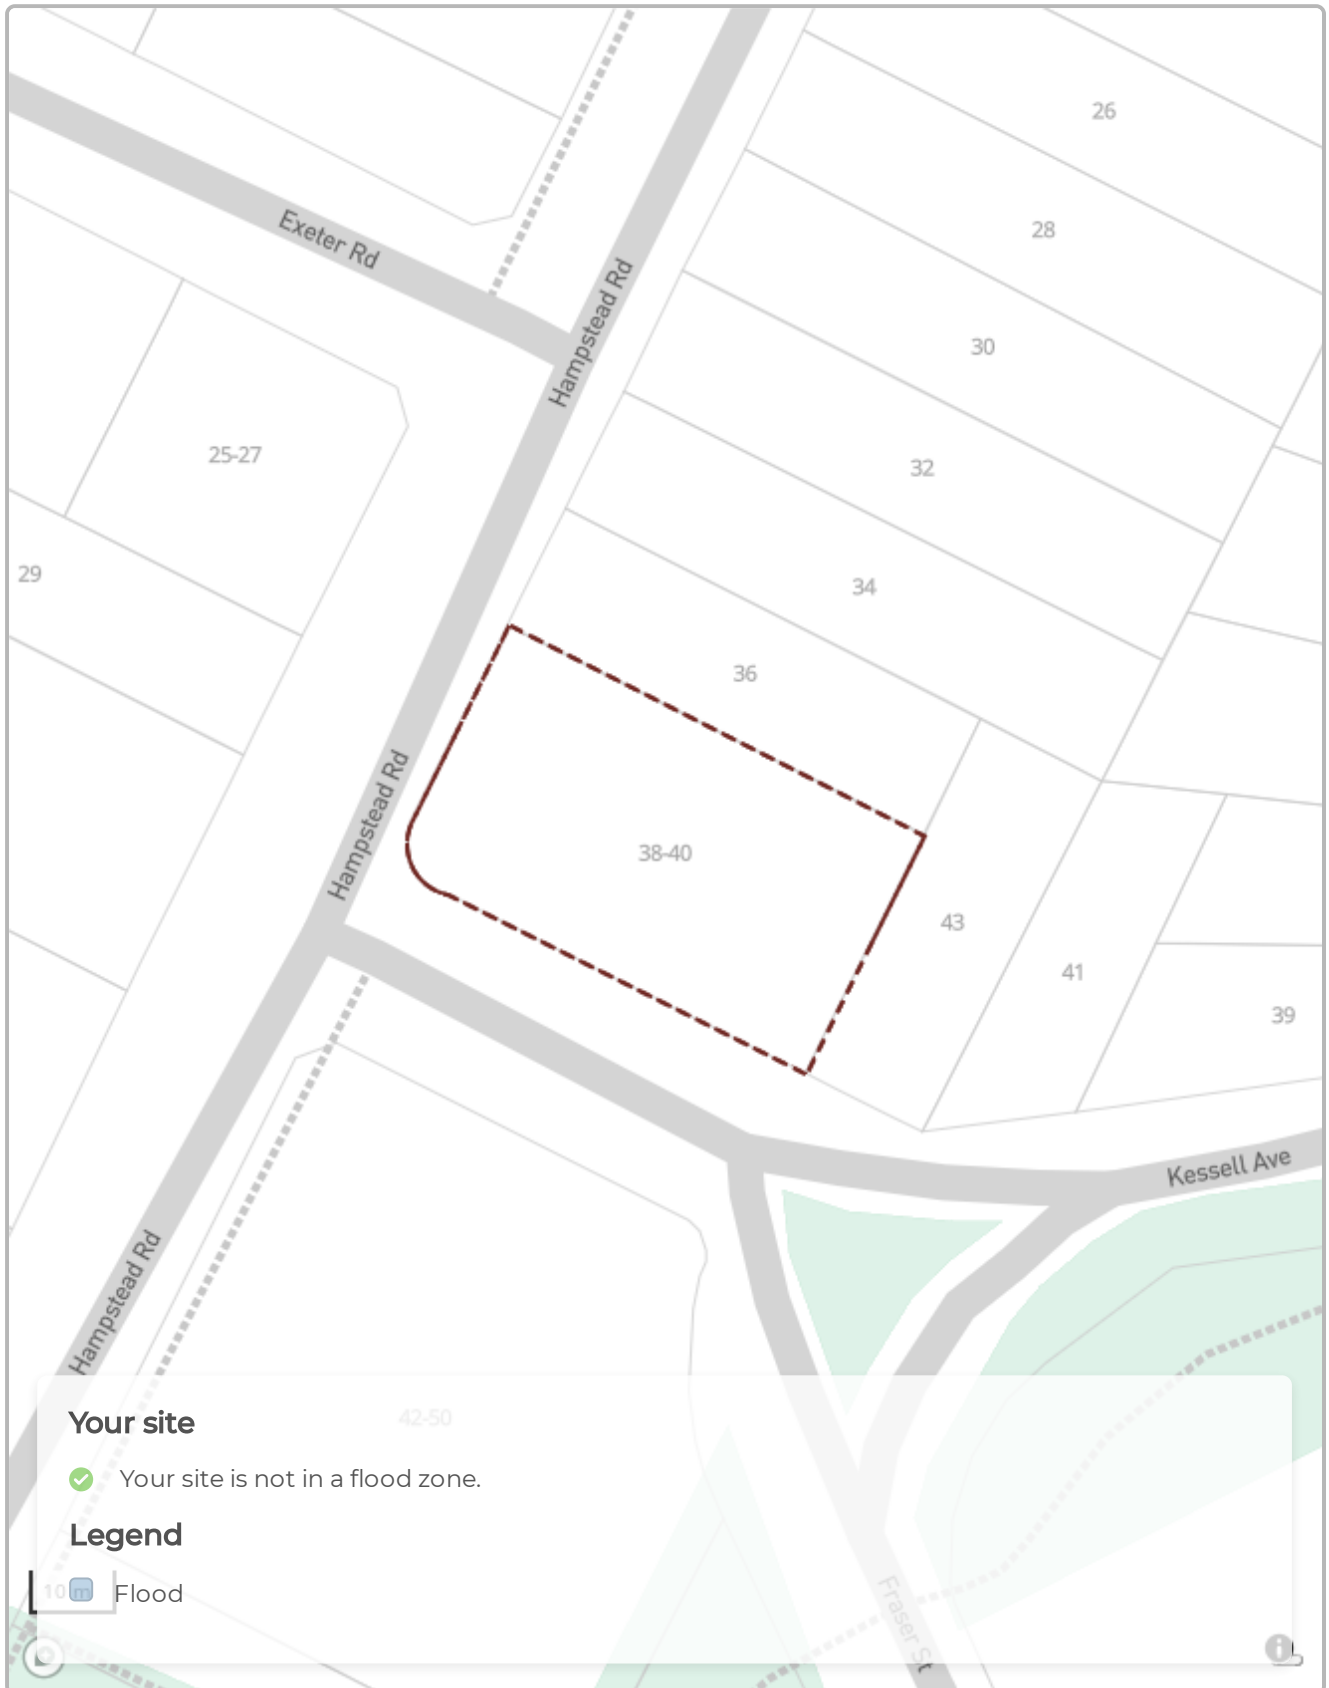 26
Exeter Rd
28
Hampstead Rd
30
25-27
32
29
34
36
Hampstead Rd
38-40
43
41
39
Kessell Ave
Hampstead Rd
42-50
Your site
Your site is not in a flood zone.
Legend
10 m
Flood
Fraser St